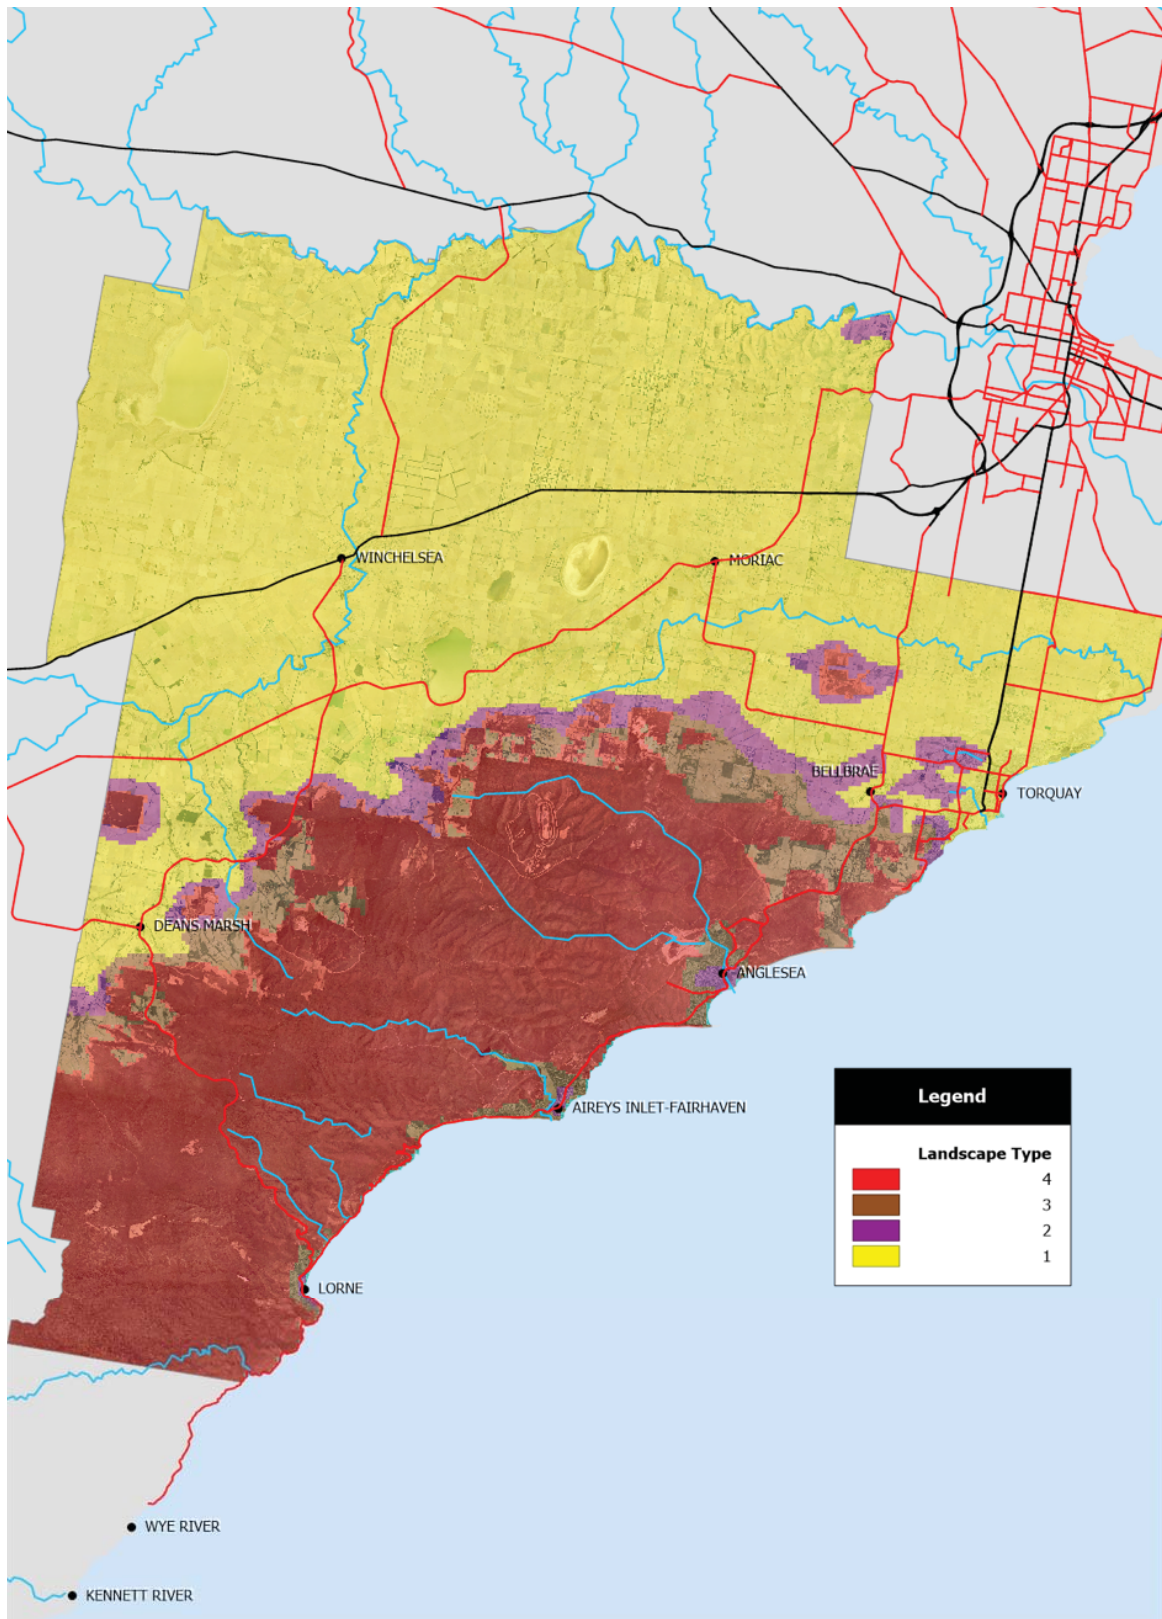 WINCHELSEA
MORIAC
BELLBRAE
TORQUAY
DEANS MARSH
ANGLESEA
AIREYS INLET-FAIRHAVEN
Legend
Landscape Type
4
3
2
1
LORNE
WYE RIVER
KENNETT RIVER